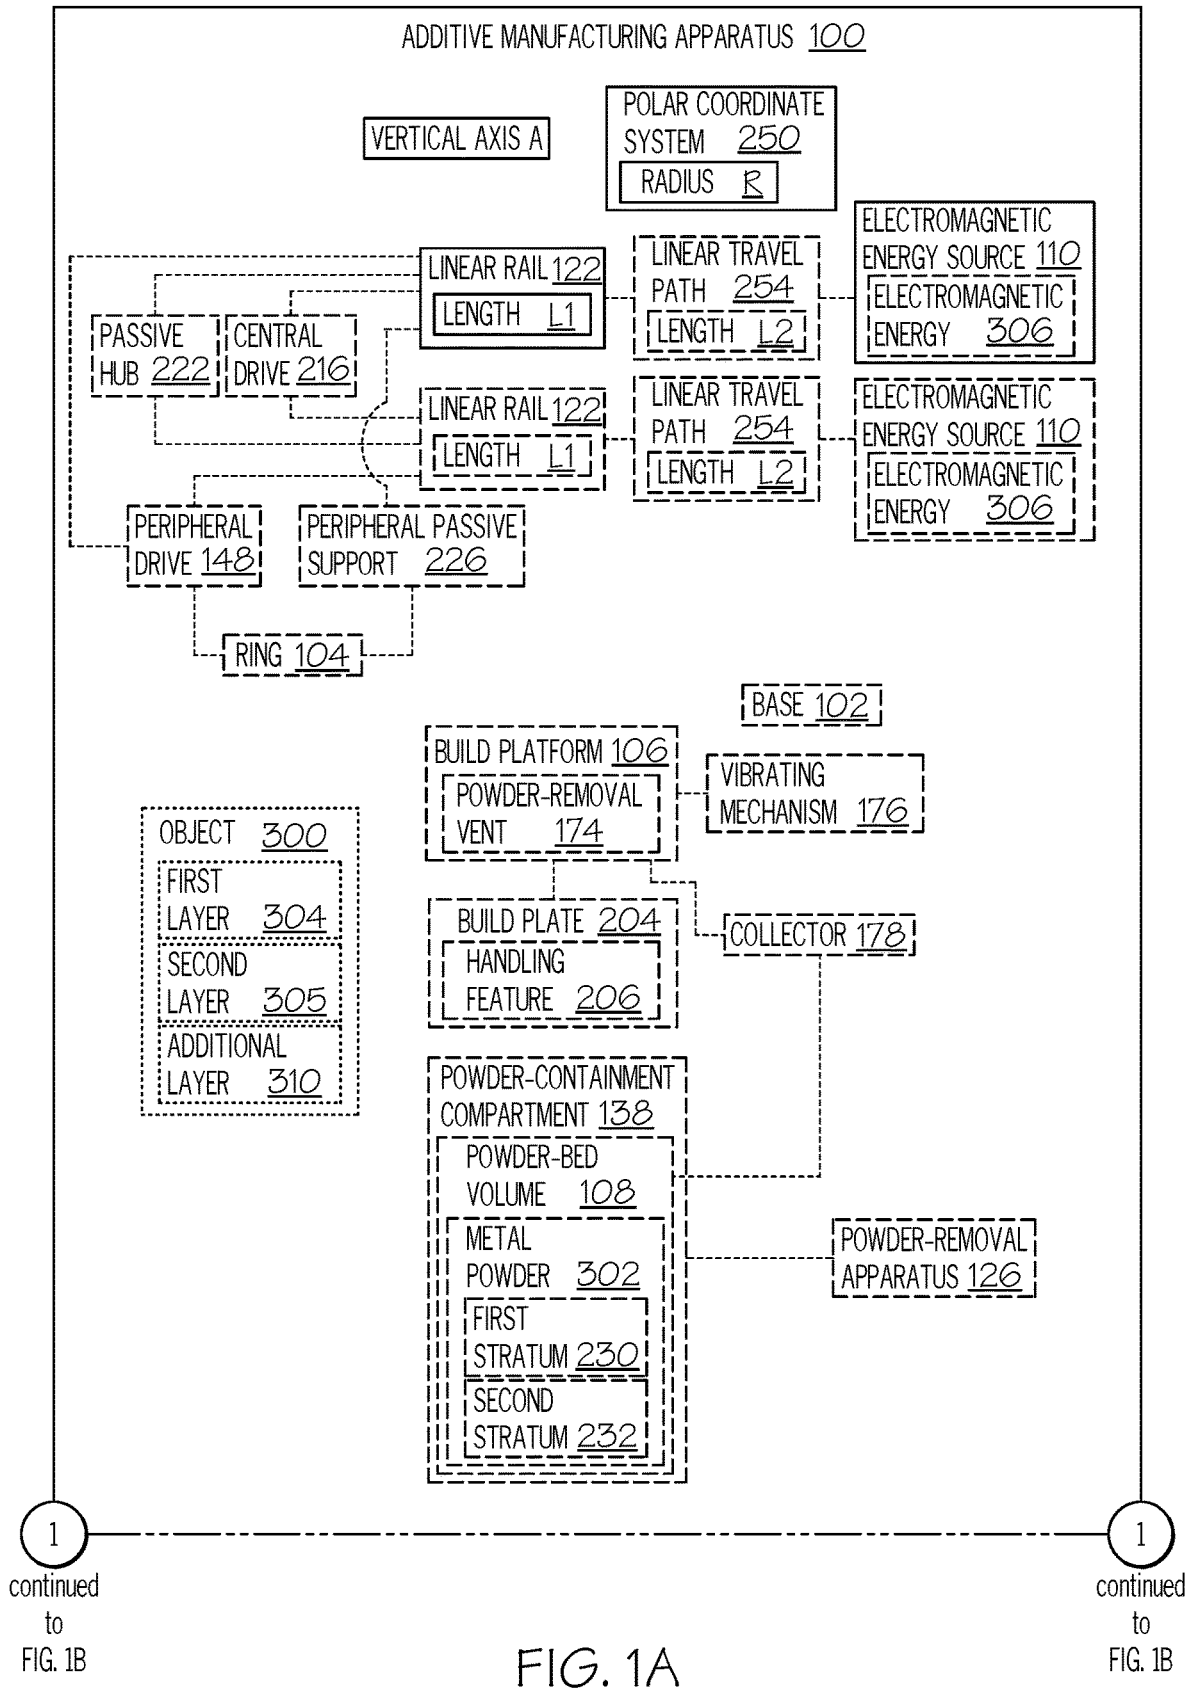 ADDITIVE MANUFACTURING APPARATUS 100
VERTICAL AXIS A
POLAR COORDINATE
SYSTEM 250
RADIUS R
LINEAR RAIL 122
LENGTH L1
LINEAR TRAVEL
PATH 254
LENGTH L2
ELECTROMAGNETIC
ENERGY SOURCE 110
ELECTROMAGNETIC
ENERGY 306
PASSIVE
HUB 222
CENTRAL
DRIVE 216
LINEAR RAIL 122
LENGTH L1
LINEAR TRAVEL
PATH 254
LENGTH L2
ELECTROMAGNETIC
ENERGY SOURCE 110
ELECTROMAGNETIC
ENERGY 306
PERIPHERAL
DRIVE 148
PERIPHERAL PASSIVE
SUPPORT 226
RING 104
BASE 102
BUILD PLATFORM 106
POWDER-REMOVAL
VENT 174
VIBRATING
MECHANISM 176
OBJECT 300
FIRST
LAYER 304
SECOND
LAYER 305
ADDITIONAL
LAYER 310
BUILD PLATE 204
HANDLING
FEATURE 206
COLLECTOR 178
POWDER-CONTAINMENT
COMPARTMENT 138
POWDER-BED
VOLUME 108
METAL
POWDER 302
FIRST
STRATUM 230
SECOND
STRATUM 232
POWDER-REMOVAL
APPARATUS 126
1
continued
to
FIG. 1B
1
continued
to
FIG. 1B
FIG. 1A